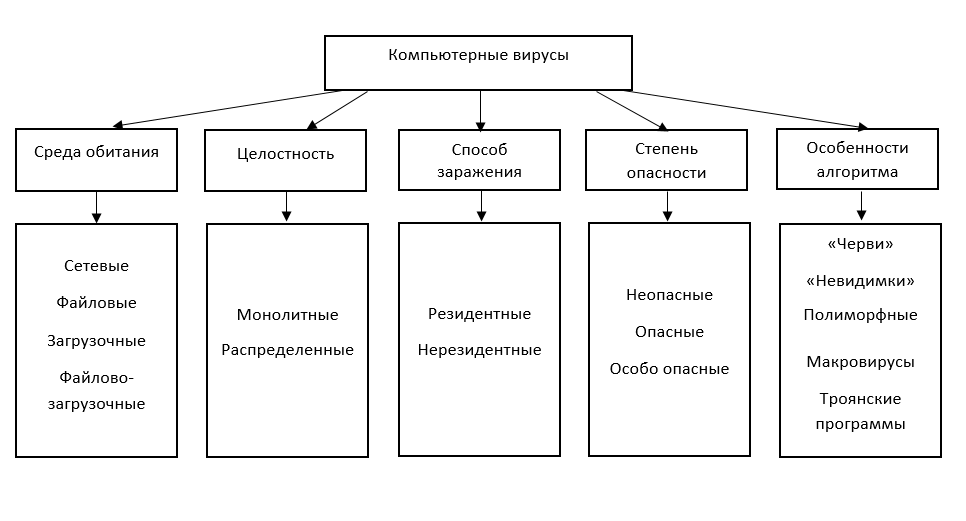 Компьютерные вирусы
Среда обитания
Целостность
Способ
заражения
Степень
опасности
Особенности
алгоритма
Сетевые
Файловые
Загрузочные
Файлово-
загрузочные
Монолитные
Распределенные
Резидентные
Нерезидентные
Неопасные
Опасные
Особо опасные
«Черви»
«Невидимки»
Полиморфные
Макровирусы
Троянские
программы